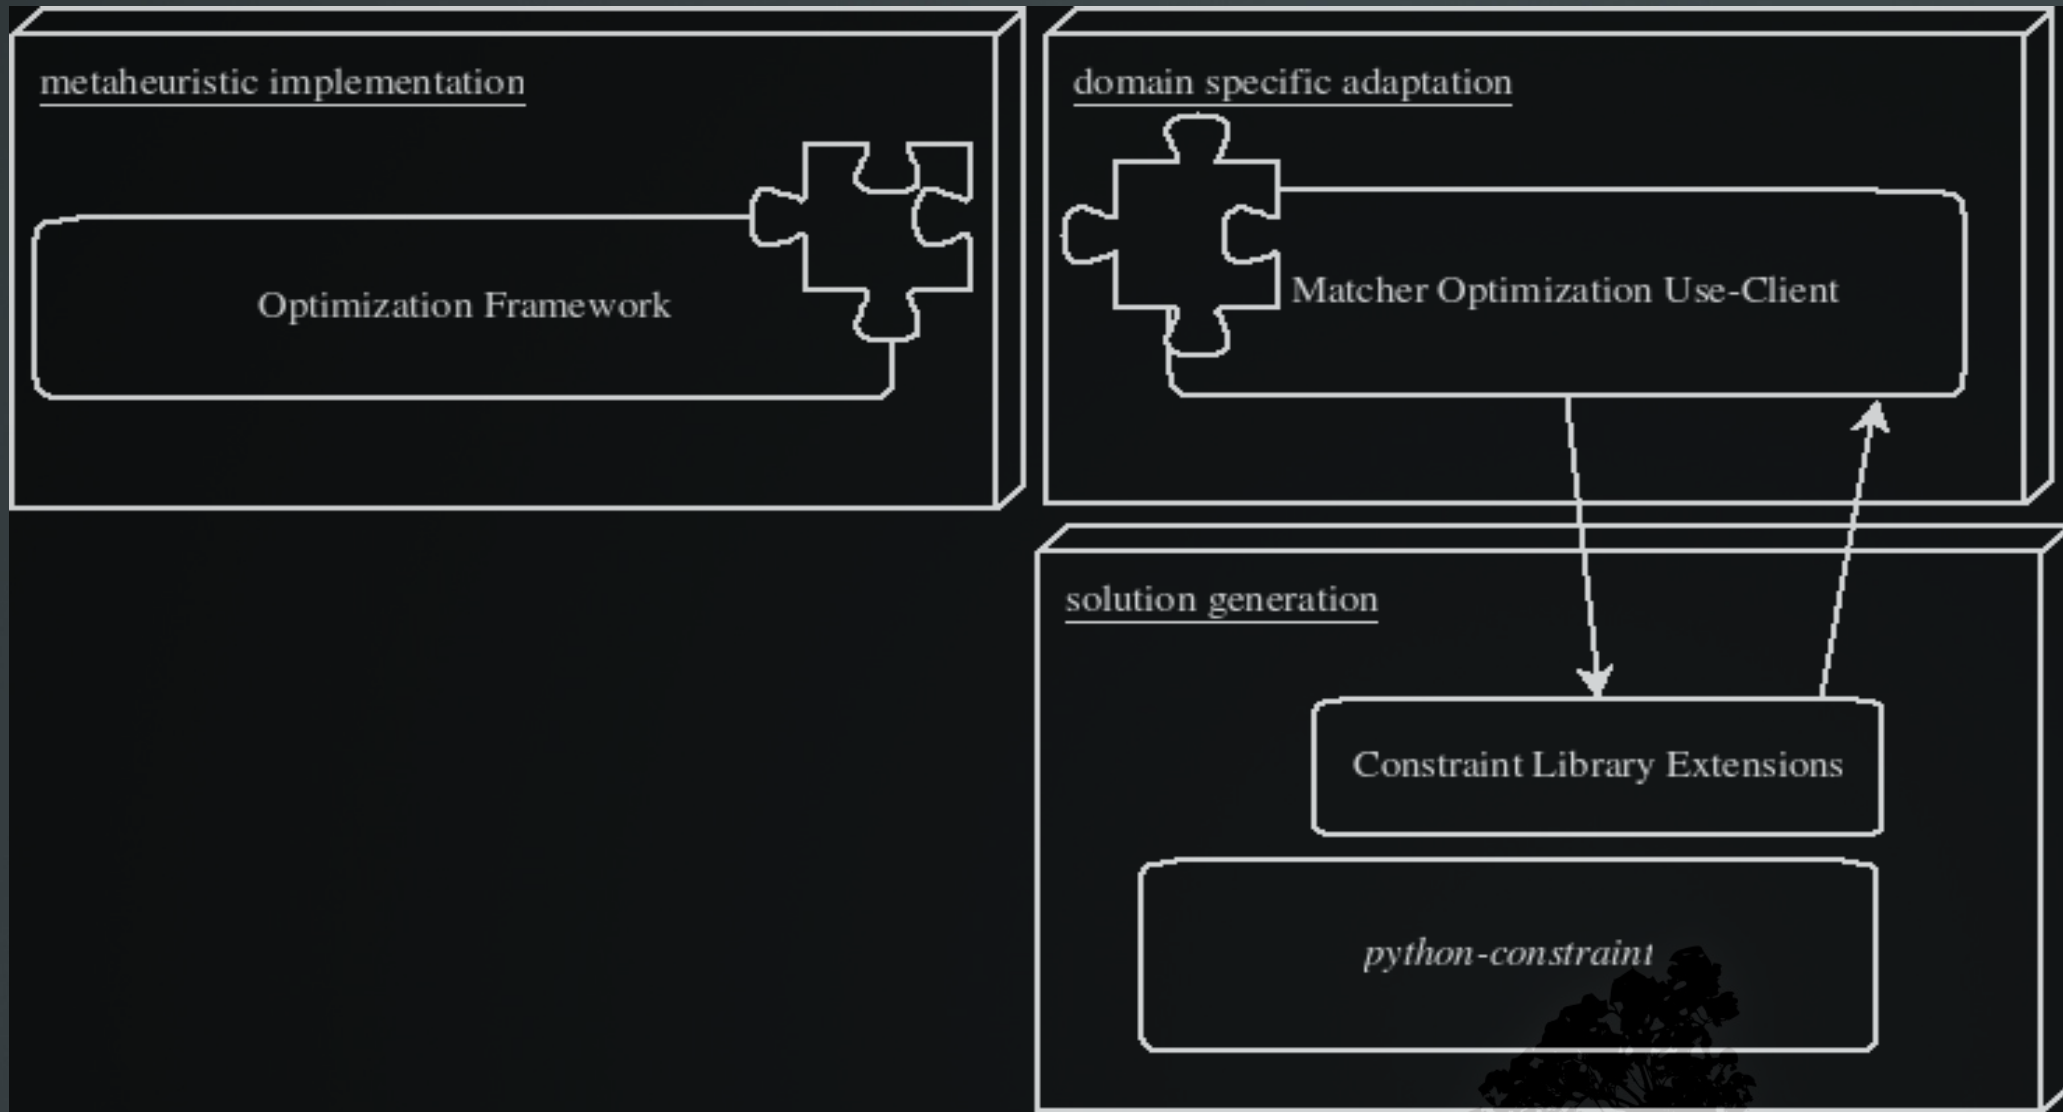 metaheuristic implementation
Optimization Framework
domain specific adaptation
Matcher Optimization Use-Client
solution generation
Constraint Library Extensions
python-constraint